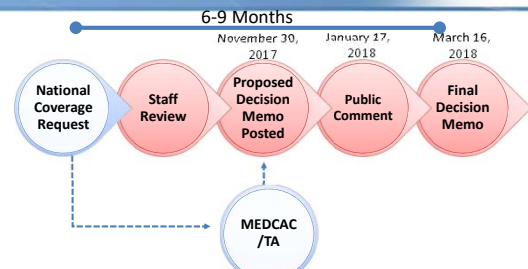 6-9 Months
November 30,
2017
January 17,
2018
March 16,
2018
National
Coverage
Request
Staff
Review
Proposed
Decision
Memo
Posted
Public
Comment
Final
Decision
Memo
MEDCAC
/TA